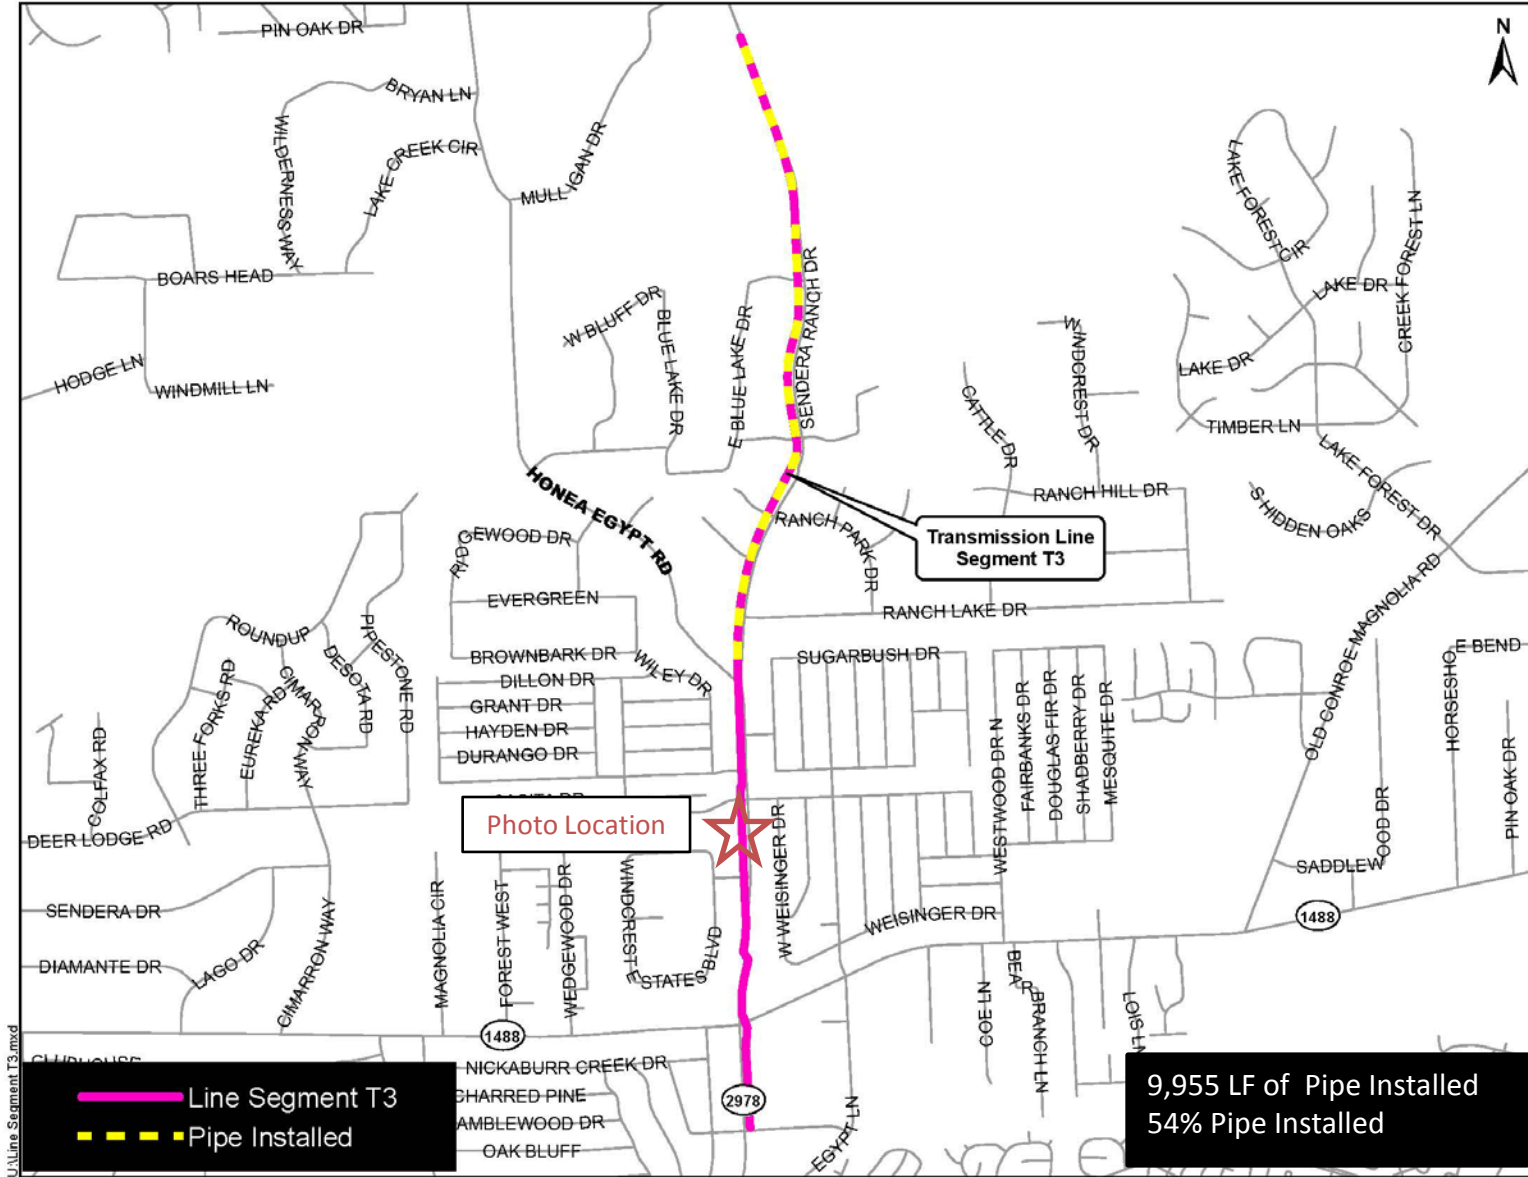 PIN OAK DR
N
BRYAN LN
WILDERNESS WAY
LAKE CREEK CIR
MULLIGAN DR
LAKE FOREST CIR
CREEK FOREST LN
BOARS HEAD
SENDERA RANCH DR
LAKE DR
W BLUFF DR
BLUE LAKE DR
E BLUE LAKE DR
WINDCREST DR
HODGE LN
WINDMILL LN
LAKE DR
CATTLE DR
TIMBER LN
LAKE FOREST DR
HONEA EGYPT RD
RANCH HILL DR
S HIDDEN OAKS
RANCH PARK DR
Transmission Line
Segment T3
RIDGEWOOD DR
EVERGREEN
RANCH LAKE DR
OLD CONROE MAGNOLIA RD
ROUNDUP
PIPESTONE RD
DESOTA RD
CIMARRON WAY
THREE FORKS RD
EUREKA RD
BROWNBARK DR
WILEY DR
SUGARBUSH DR
E BEND
HORSESHO
DILLON DR
GRANT DR
HAYDEN DR
DURANGO DR
WESTWOOD DR N
FAIRBANKS DR
DOUGLAS FIR DR
SHADBERRY DR
MESQUITE DR
COLFAX RD
PIN OAK DR
Photo Location
DEER LODGE RD
W WEISINGER DR
SADDLEWOOD DR
SENDERA DR
LAGO DR
CIMARRON WAY
MAGNOLIA CIR
FOREST WEST
WEDGEWOOD DR
WINDCREST ESTATES BLVD
WEISINGER DR
1488
DIAMANTE DR
BEAR BRANCH LN
COE LN
LOIS LN
1488
NICKABURR CREEK DR
CHARRED PINE
AMBLEWOOD DR
OAK BLUFF
2978
EGYPT LN
Line Segment T3
Pipe Installed
9,955 LF of Pipe Installed
54% Pipe Installed
U:\Line Segment T3.mxd